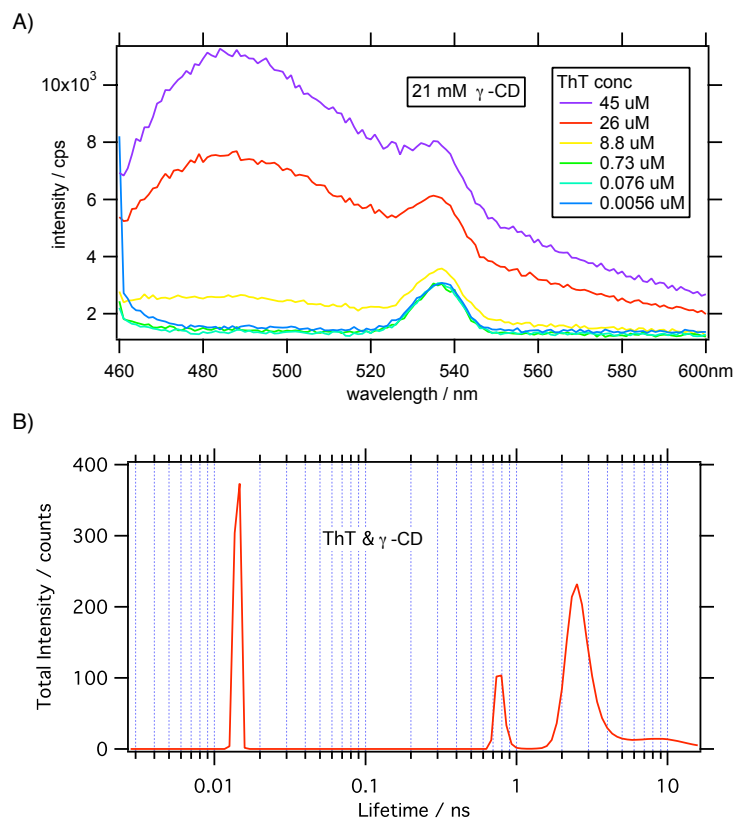 A)
10x10³
8
6
4
2
intensity / cps
21 mM γ-CD
ThT conc
45 uM
26 uM
8.8 uM
0.73 uM
0.076 uM
0.0056 uM
460 480 500 520 540 560 580 600nm
wavelength / nm
B)
400
300
200
100
0
Total Intensity / counts
ThT & γ-CD
0.01 0.1 1 10
Lifetime / ns